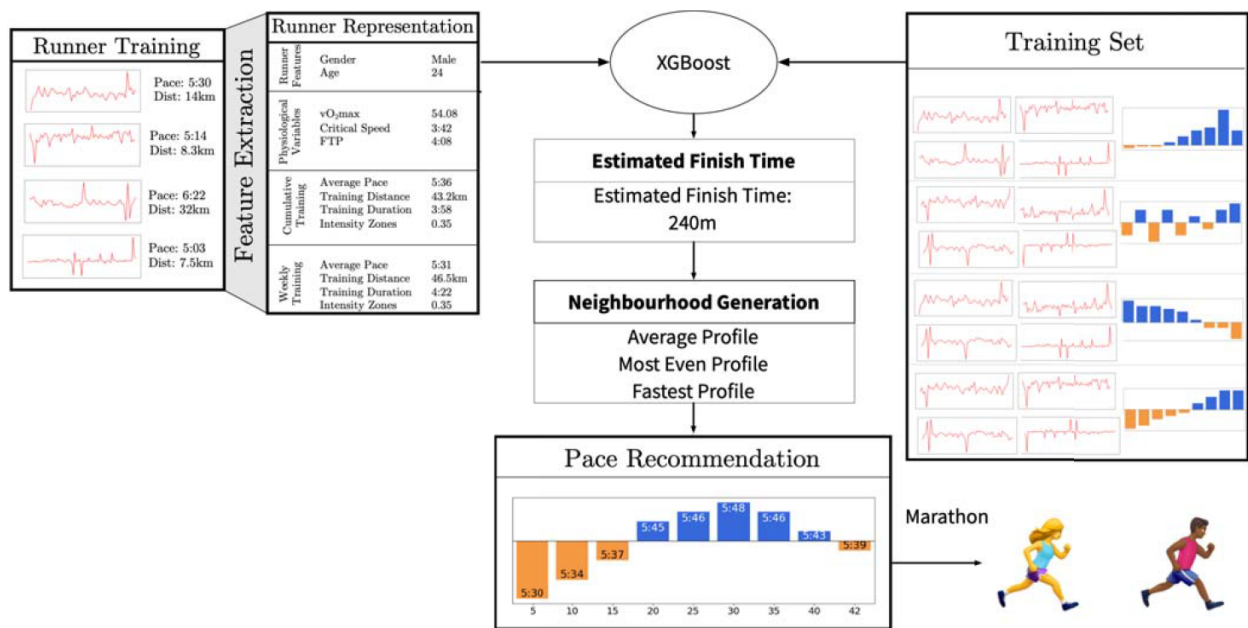 Runner Training
Pace: 5:30
Dist: 14km
Pace: 5:14
Dist: 8.3km
Pace: 6:22
Dist: 32km
Pace: 5:03
Dist: 7.5km
Feature Extraction
Runner Representation
Runner
Features
Gender Male
Age 24
Physiological
Variables
vO₂max 54.08
Critical Speed 3:42
FTP 4:08
Cumulative
Training
Average Pace 5:36
Training Distance 43.2km
Training Duration 3:58
Intensity Zones 0.35
Weekly
Training
Average Pace 5:31
Training Distance 46.5km
Training Duration 4:22
Intensity Zones 0.35
XGBoost
Estimated Finish Time
Estimated Finish Time:
240m
Neighbourhood Generation
Average Profile
Most Even Profile
Fastest Profile
Training Set
Pace Recommendation
5:30 5:34 5:37 5:45 5:46 5:48 5:46 5:43 5:39
5 10 15 20 25 30 35 40 42
Marathon